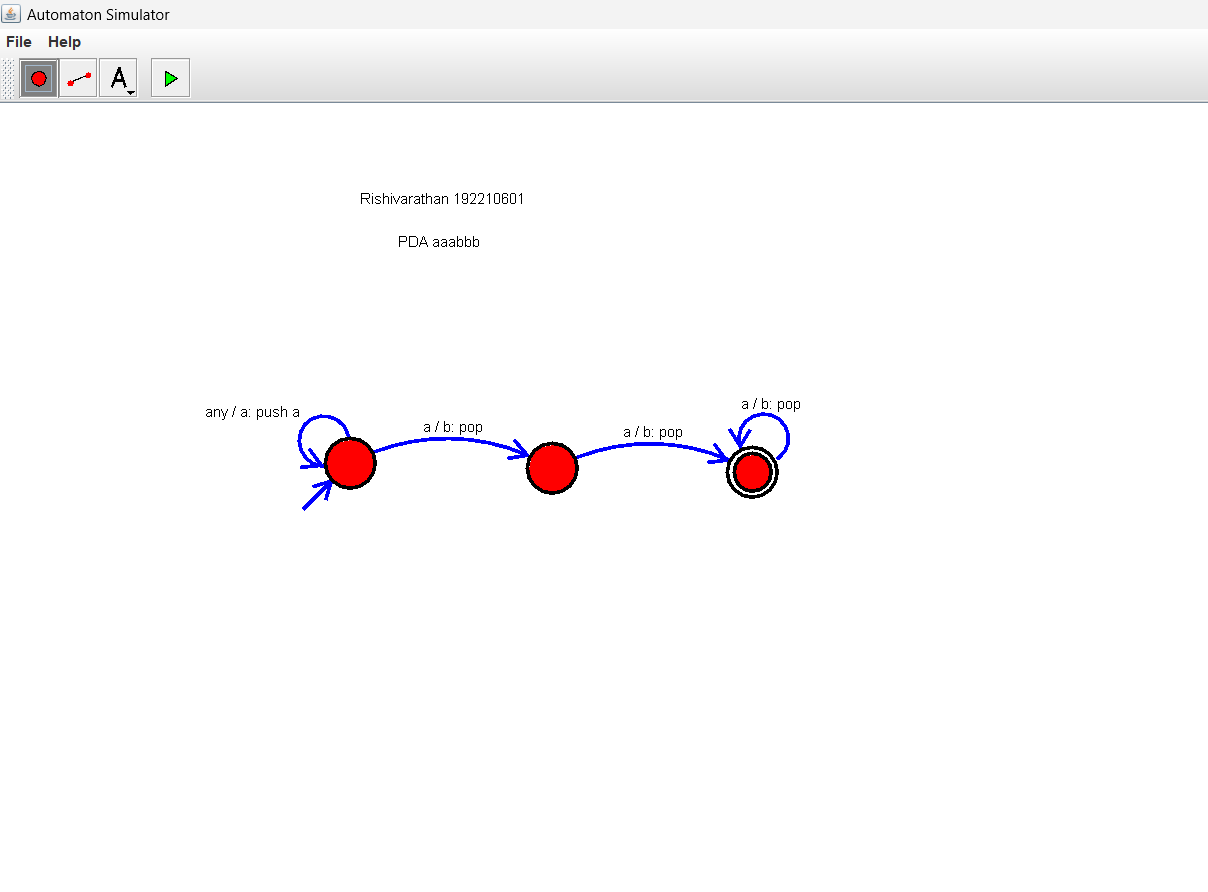 Automaton Simulator
File Help
A
Rishivarathan 192210601
PDA aaabbb
any / a: push a
a / b: pop
a / b: pop
a / b: pop